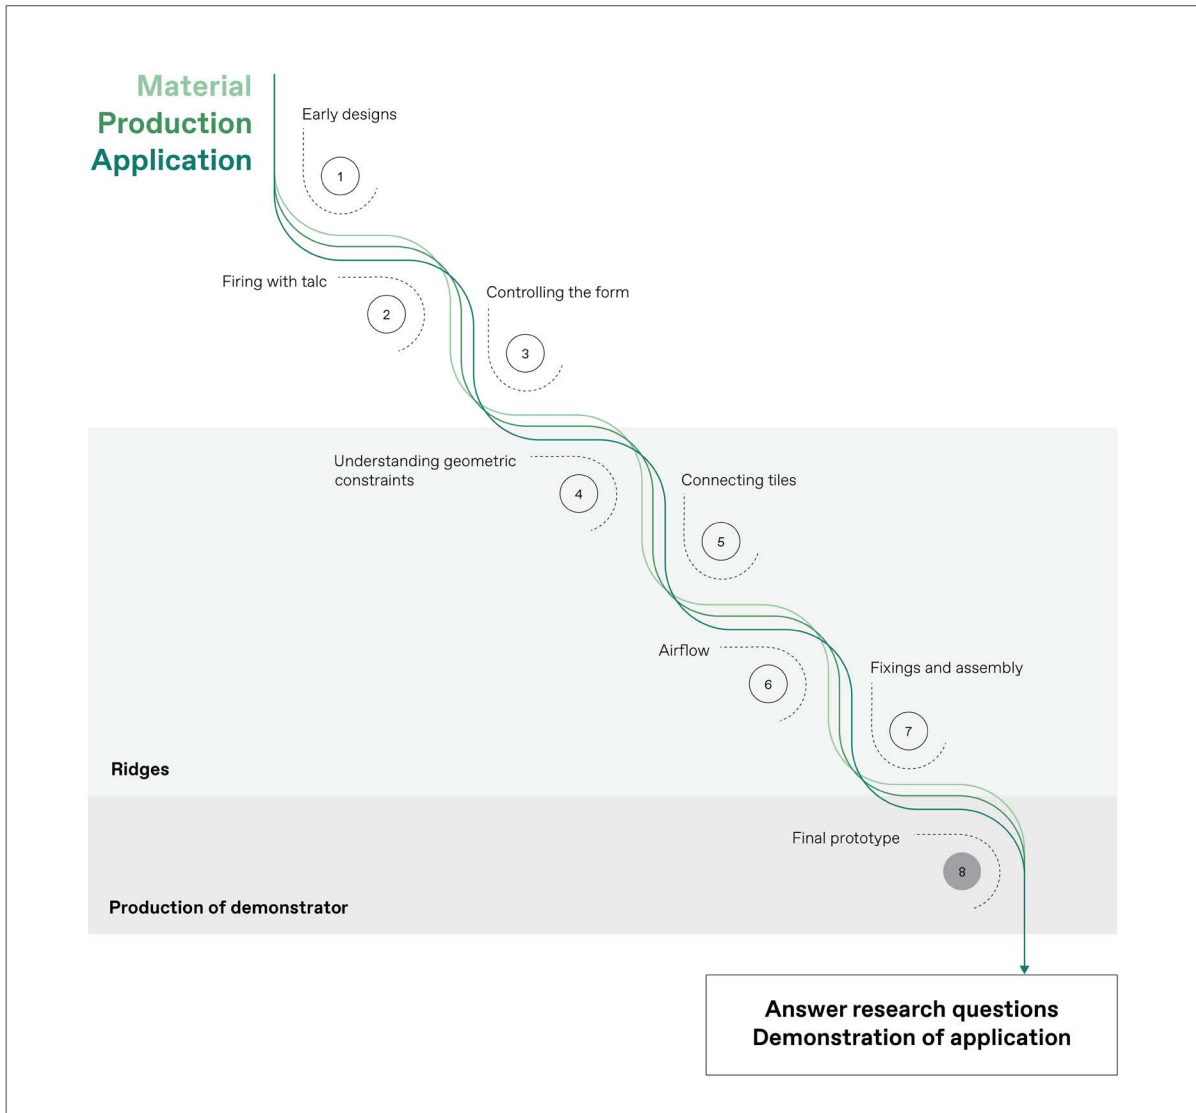 Material
Production
Application
Early designs
1
Firing with talc
2
Controlling the form
3
Understanding geometric
constraints
4
Connecting tiles
5
Airflow
6
Fixings and assembly
7
Ridges
Final prototype
8
Production of demonstrator
Answer research questions
Demonstration of application